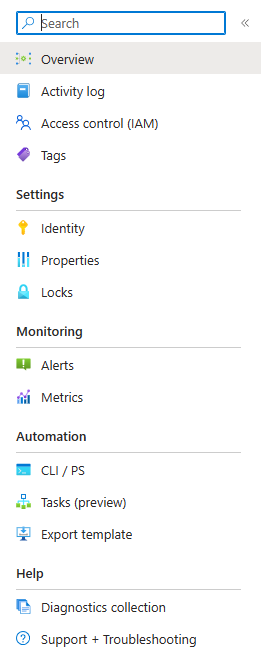 Search
Overview
Activity log
Access control (IAM)
Tags
Settings
Identity
Properties
Locks
Monitoring
Alerts
Metrics
Automation
CLI / PS
Tasks (preview)
Export template
Help
Diagnostics collection
Support + Troubleshooting